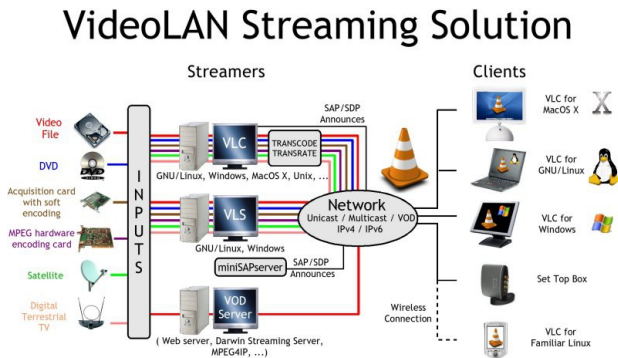 VideoLAN Streaming Solution
Streamers
Clients
Video
File
DVD
Acquisition card
with soft
encoding
MPEG hardware
encoding card
Satellite
Digital
Terrestrial
TV
INPUTS
VLC
TRANSCODE
TRANSRATE
SAP/SDP
Announces
GNU/Linux, Windows, MacOS X, Unix, ...
VLS
GNU/Linux, Windows
Network
Unicast / Multicast / VOD
IPv4 / IPv6
miniSAPserver
SAP/SDP
Announces
VOD
Server
( Web server, Darwin Streaming Server,
MPEG4IP, ...)
Wireless
Connection
VLC for
MacOS X
VLC for
GNU/Linux
VLC for
Windows
Set Top Box
VLC for
Familiar Linux